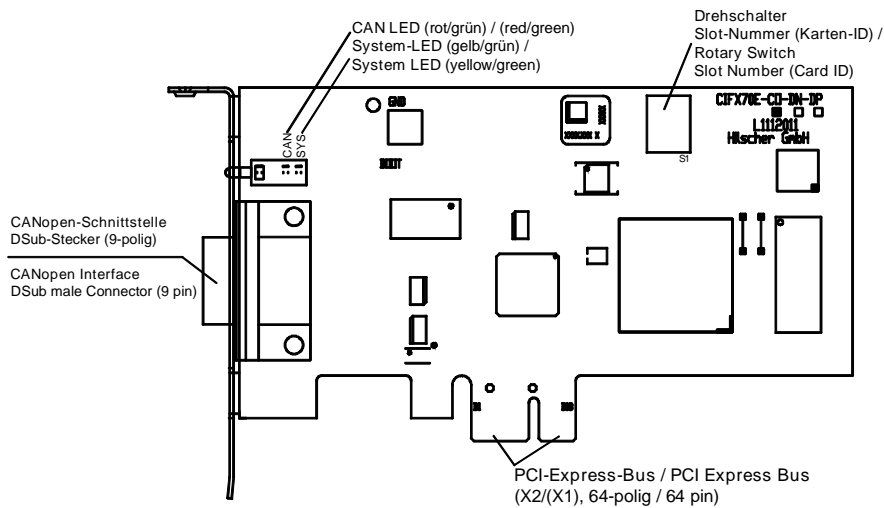 CAN LED (rot/grün) / (red/green)
System-LED (gelb/grün) /
System LED (yellow/green)
Drehschalter
Slot-Nummer (Karten-ID) /
Rotary Switch
Slot Number (Card ID)
GND
XXXX
XXXXXXX X
CIFX70E-CO-DN-DP
L1112011
Hilscher GmbH
CAN
SYS
BOOT
S1
CANopen-Schnittstelle
DSub-Stecker (9-polig)
CANopen Interface
DSub male Connector (9 pin)
PCI-Express-Bus / PCI Express Bus
(X2/(X1), 64-polig / 64 pin)